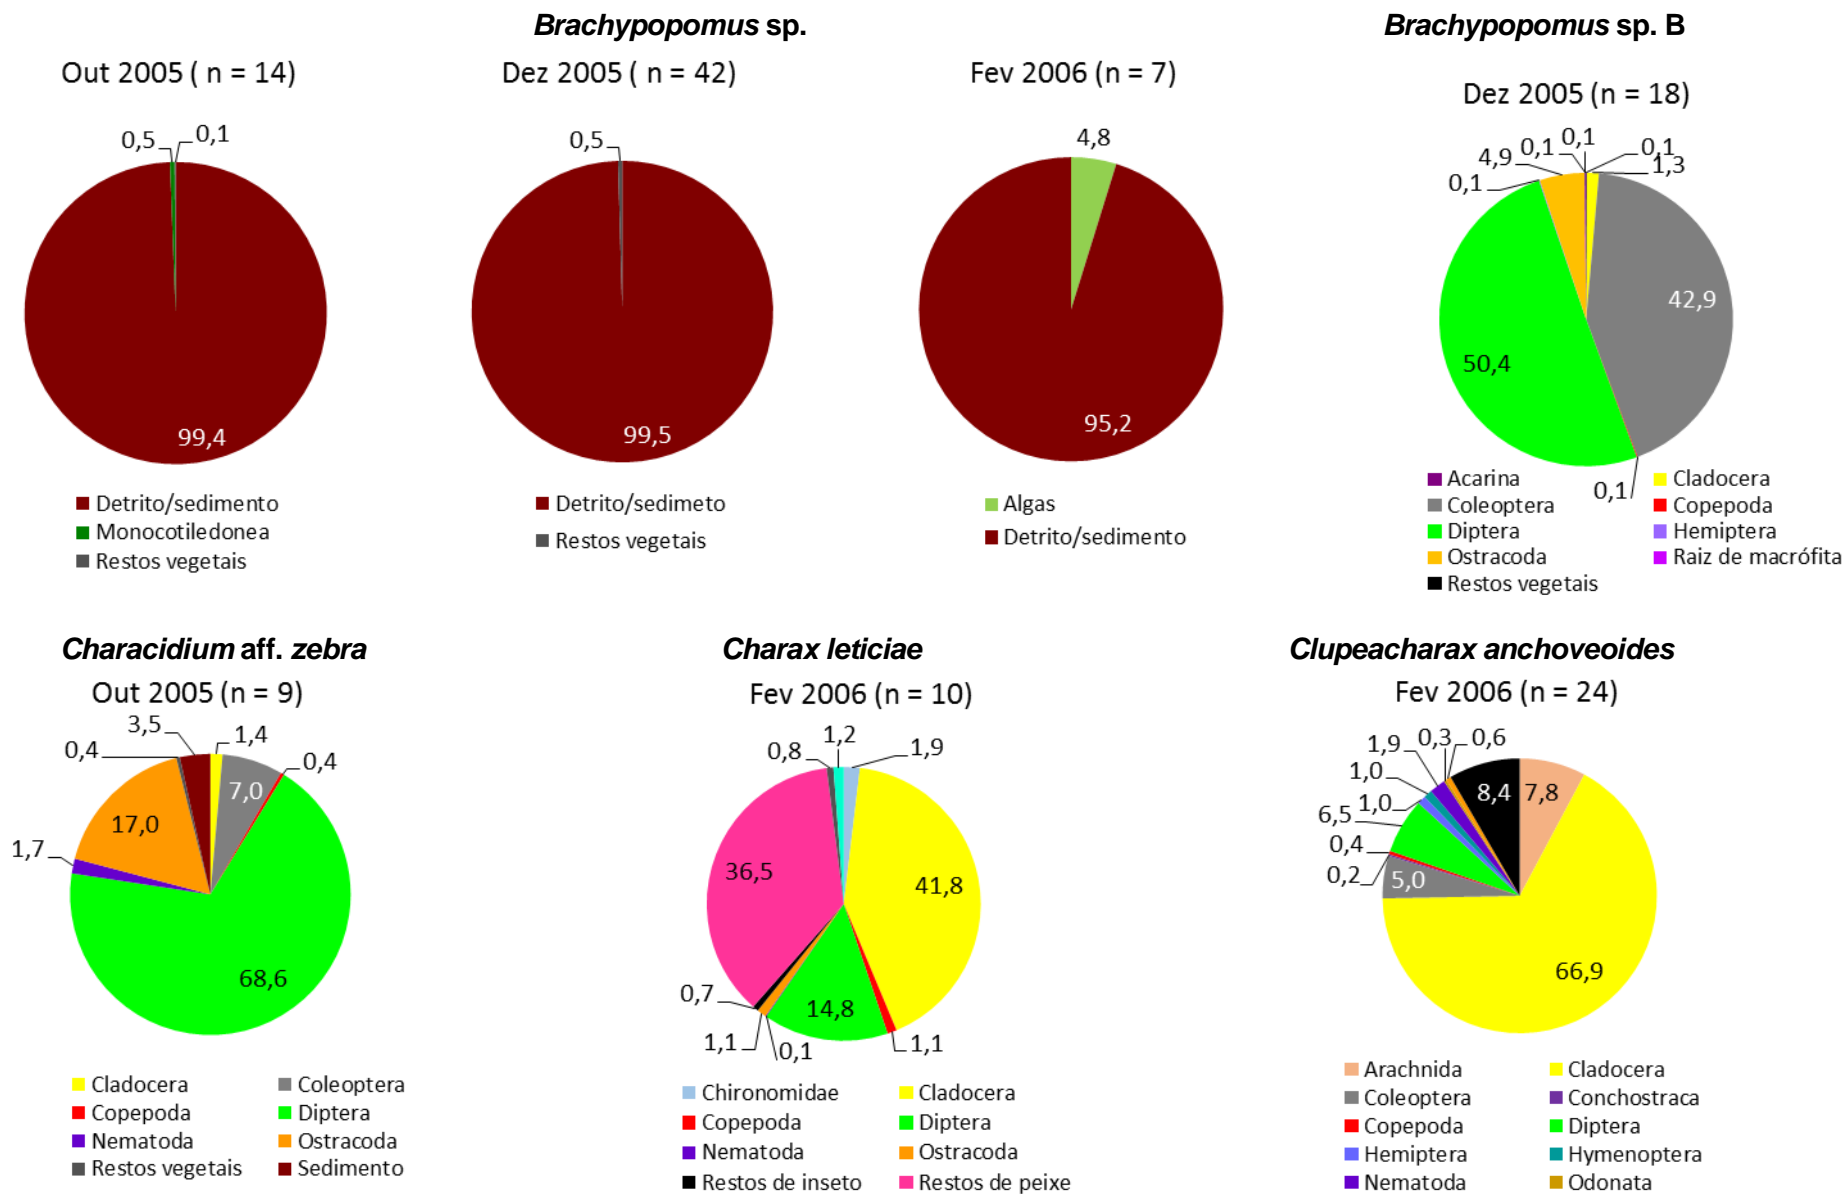 Brachypopomus sp.
Brachypopomus sp. B
Out 2005 ( n = 14)
Dez 2005 ( n = 42)
Fev 2006 (n = 7)
Dez 2005 (n = 18)
0,5
0,1
99,4
Detrito/sedimento
Monocotiledonea
Restos vegetais
0,5
99,5
Detrito/sedimeto
Restos vegetais
4,8
95,2
Algas
Detrito/sedimento
0,1
4,9
0,1
0,1
0,1
1,3
42,9
50,4
0,1
Acarina
Cladocera
Coleoptera
Copepoda
Diptera
Hemiptera
Ostracoda
Raiz de macrófita
Restos vegetais
Characidium aff. zebra
Charax leticiae
Clupeacharax anchoveoides
Out 2005 (n = 9)
Fev 2006 (n = 10)
Fev 2006 (n = 24)
3,5
1,4
0,4
0,4
7,0
17,0
1,7
68,6
Cladocera
Coleoptera
Copepoda
Diptera
Nematoda
Ostracoda
Restos vegetais
Sedimento
0,8
1,2
1,9
36,5
41,8
0,7
14,8
1,1
0,1
1,1
Chironomidae
Cladocera
Copepoda
Diptera
Nematoda
Ostracoda
Restos de inseto
Restos de peixe
1,9
0,3
0,6
1,0
8,4
7,8
1,0
6,5
0,4
0,2
5,0
66,9
Arachnida
Cladocera
Coleoptera
Conchostraca
Copepoda
Diptera
Hemiptera
Hymenoptera
Nematoda
Odonata